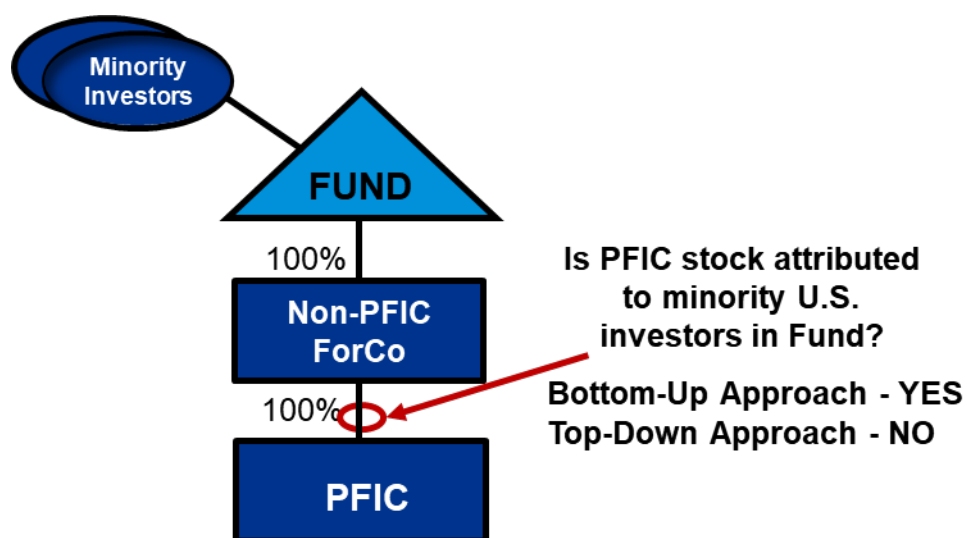 Minority
Investors
FUND
100%
Non-PFIC
ForCo
Is PFIC stock attributed
to minority U.S.
investors in Fund?
Bottom-Up Approach - YES
Top-Down Approach - NO
100%
PFIC